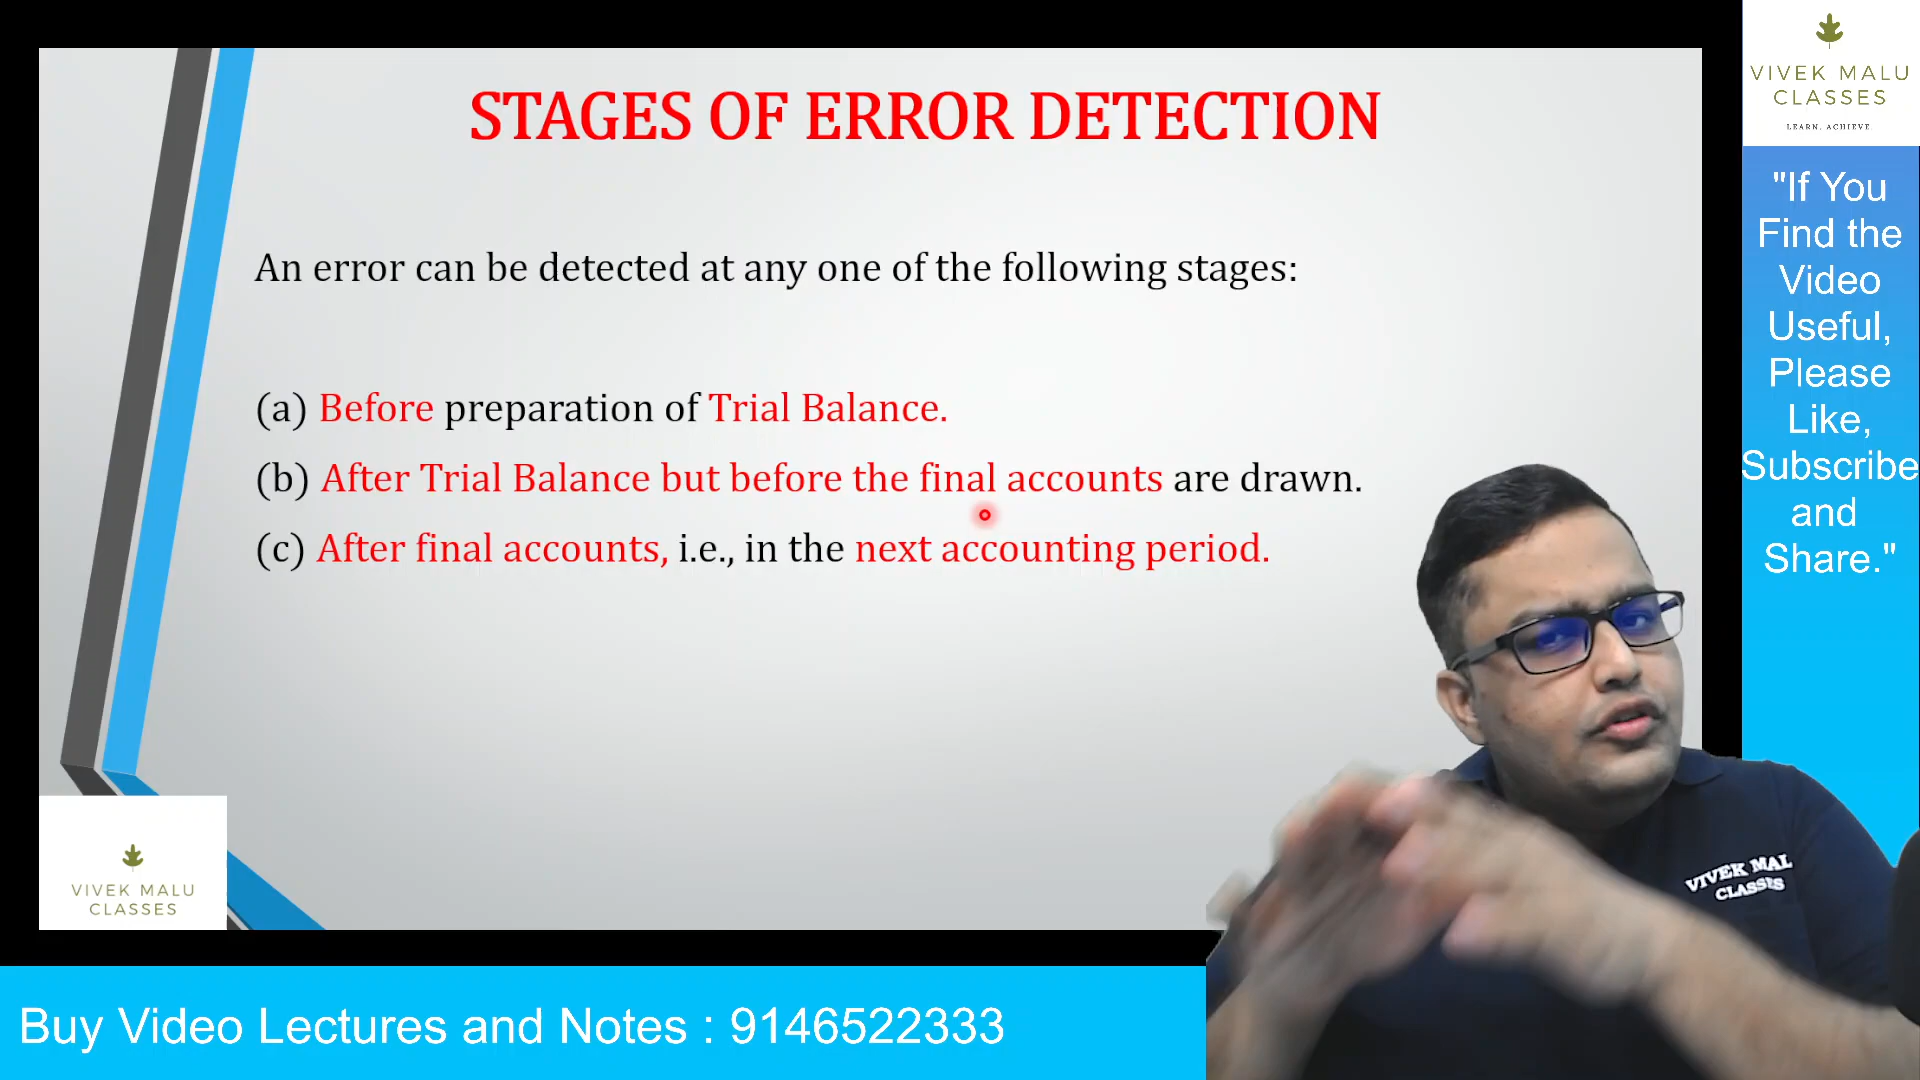 STAGES OF ERROR DETECTION
An error can be detected at any one of the following stages:
(a) Before preparation of Trial Balance.
(b) After Trial Balance but before the final accounts are drawn.
(c) After final accounts, i.e., in the next accounting period.
VIVEK MALU
CLASSES
VIVEK MALU
CLASSES
LEARN. ACHIEVE.
"If You
Find the
Video
Useful,
Please
Like,
Subscribe
and
Share."
VIVEK MAL
CLASSES
Buy Video Lectures and Notes : 9146522333